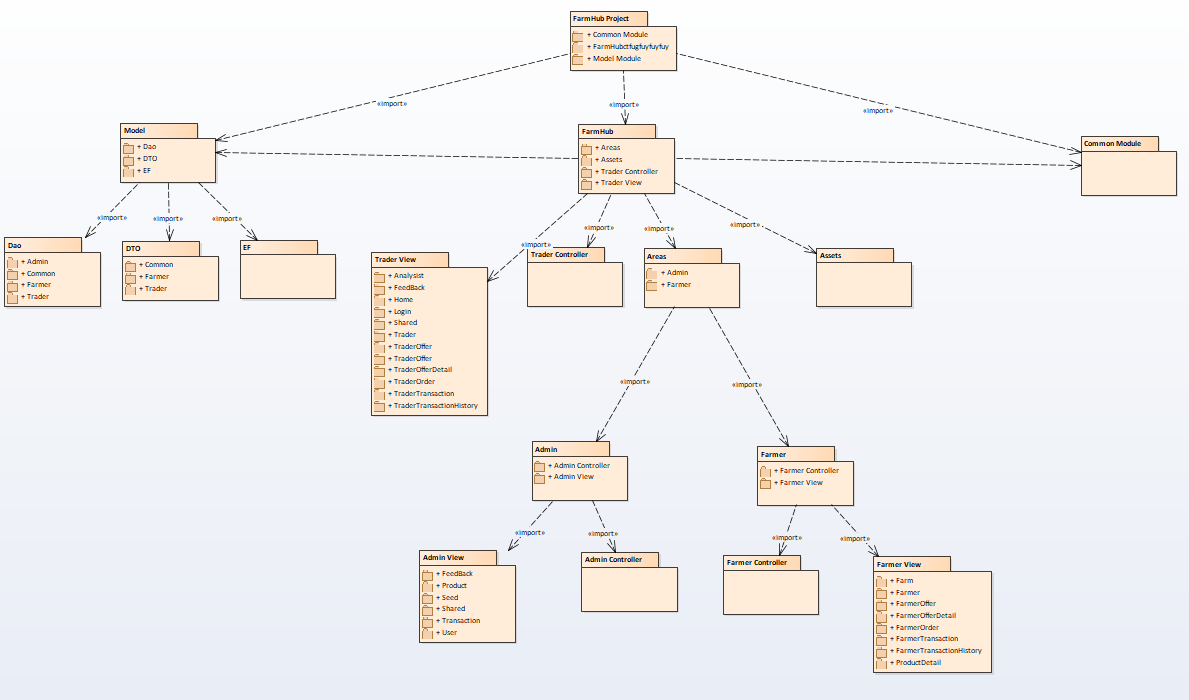 FarmHub Project
+ Common Module
+ FarmHubctfugfuyfuyfuy
+ Model Module
«import»
«import»
«import»
Model
+ Dao
+ DTO
+ EF
FarmHub
+ Areas
+ Assets
+ Trader Controller
+ Trader View
Common Module
«import»
«import»
«import»
«import»
«import»
«import»
«import»
Dao
+ Admin
+ Common
+ Farmer
+ Trader
DTO
+ Common
+ Farmer
+ Trader
EF
Trader View
+ Analysist
+ FeedBack
+ Home
+ Login
+ Shared
+ Trader
+ TraderOffer
+ TraderOffer
+ TraderOfferDetail
+ TraderOrder
+ TraderTransaction
+ TraderTransactionHistory
Trader Controller
Areas
+ Admin
+ Farmer
Assets
«import»
«import»
Admin
+ Admin Controller
+ Admin View
Farmer
+ Farmer Controller
+ Farmer View
«import»
«import»
«import»
«import»
Admin View
+ FeedBack
+ Product
+ Seed
+ Shared
+ Transaction
+ User
Admin Controller
Farmer Controller
Farmer View
+ Farm
+ Farmer
+ FarmerOffer
+ FarmerOfferDetail
+ FarmerOrder
+ FarmerTransaction
+ FarmerTransactionHistory
+ ProductDetail